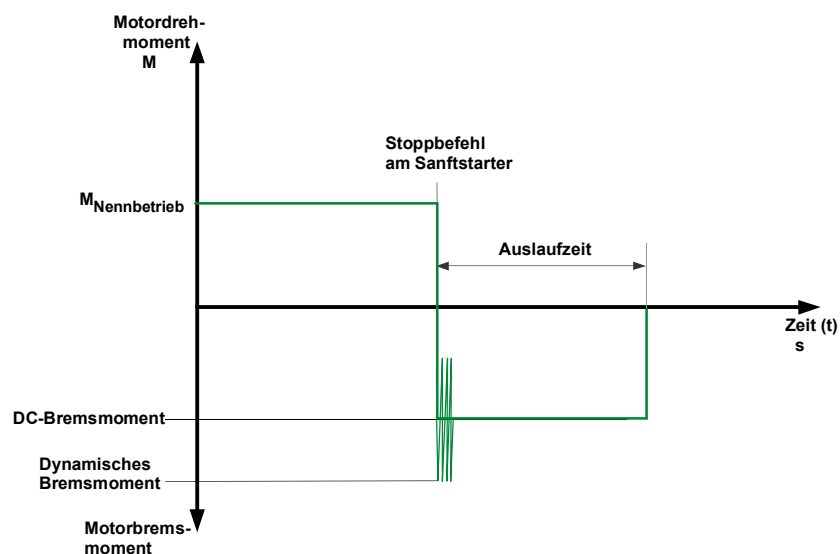 Motordreh-
moment
M
Stoppbefehl
am Sanftstarter
MNennbetrieb
Auslaufzeit
Zeit (t)
s
DC-Bremsmoment
Dynamisches
Bremsmoment
Motorbrems-
moment